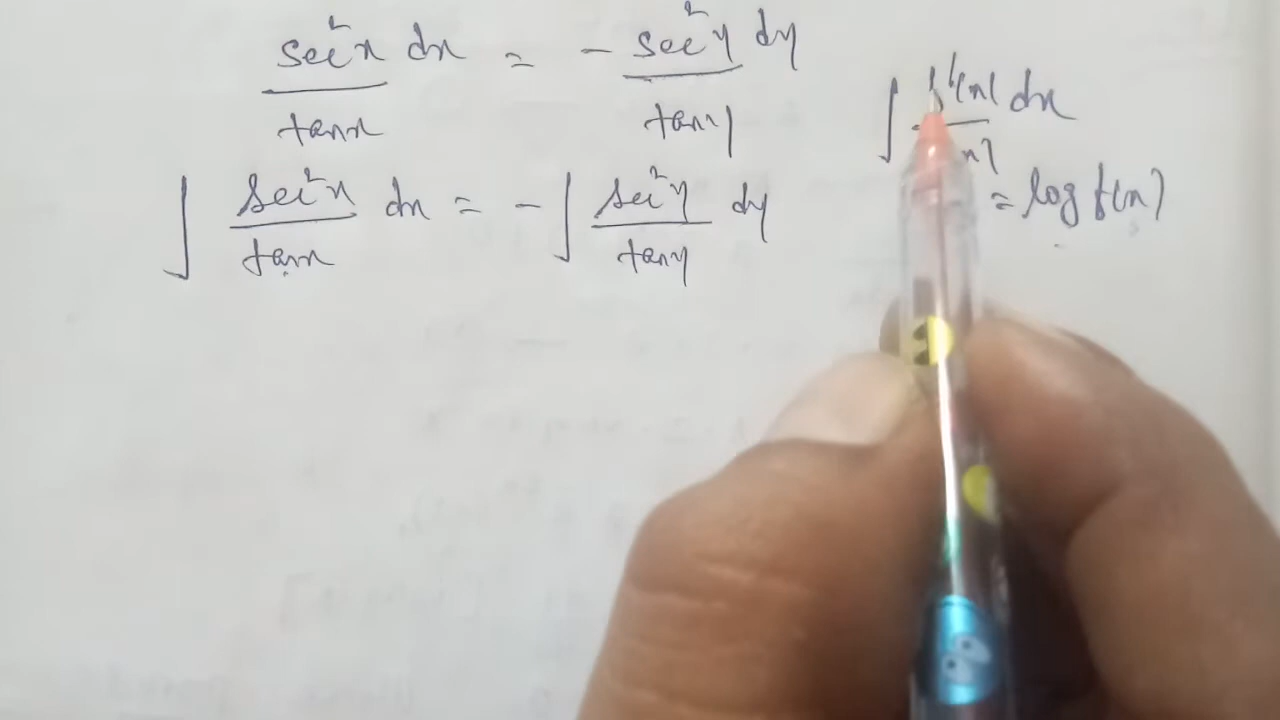 sec²x/tanx dx = - sec²y/tany dy
∫ sec²x/tanx dx = - ∫ sec²y/tany dy
∫ f'(x) dx
= log f(x)